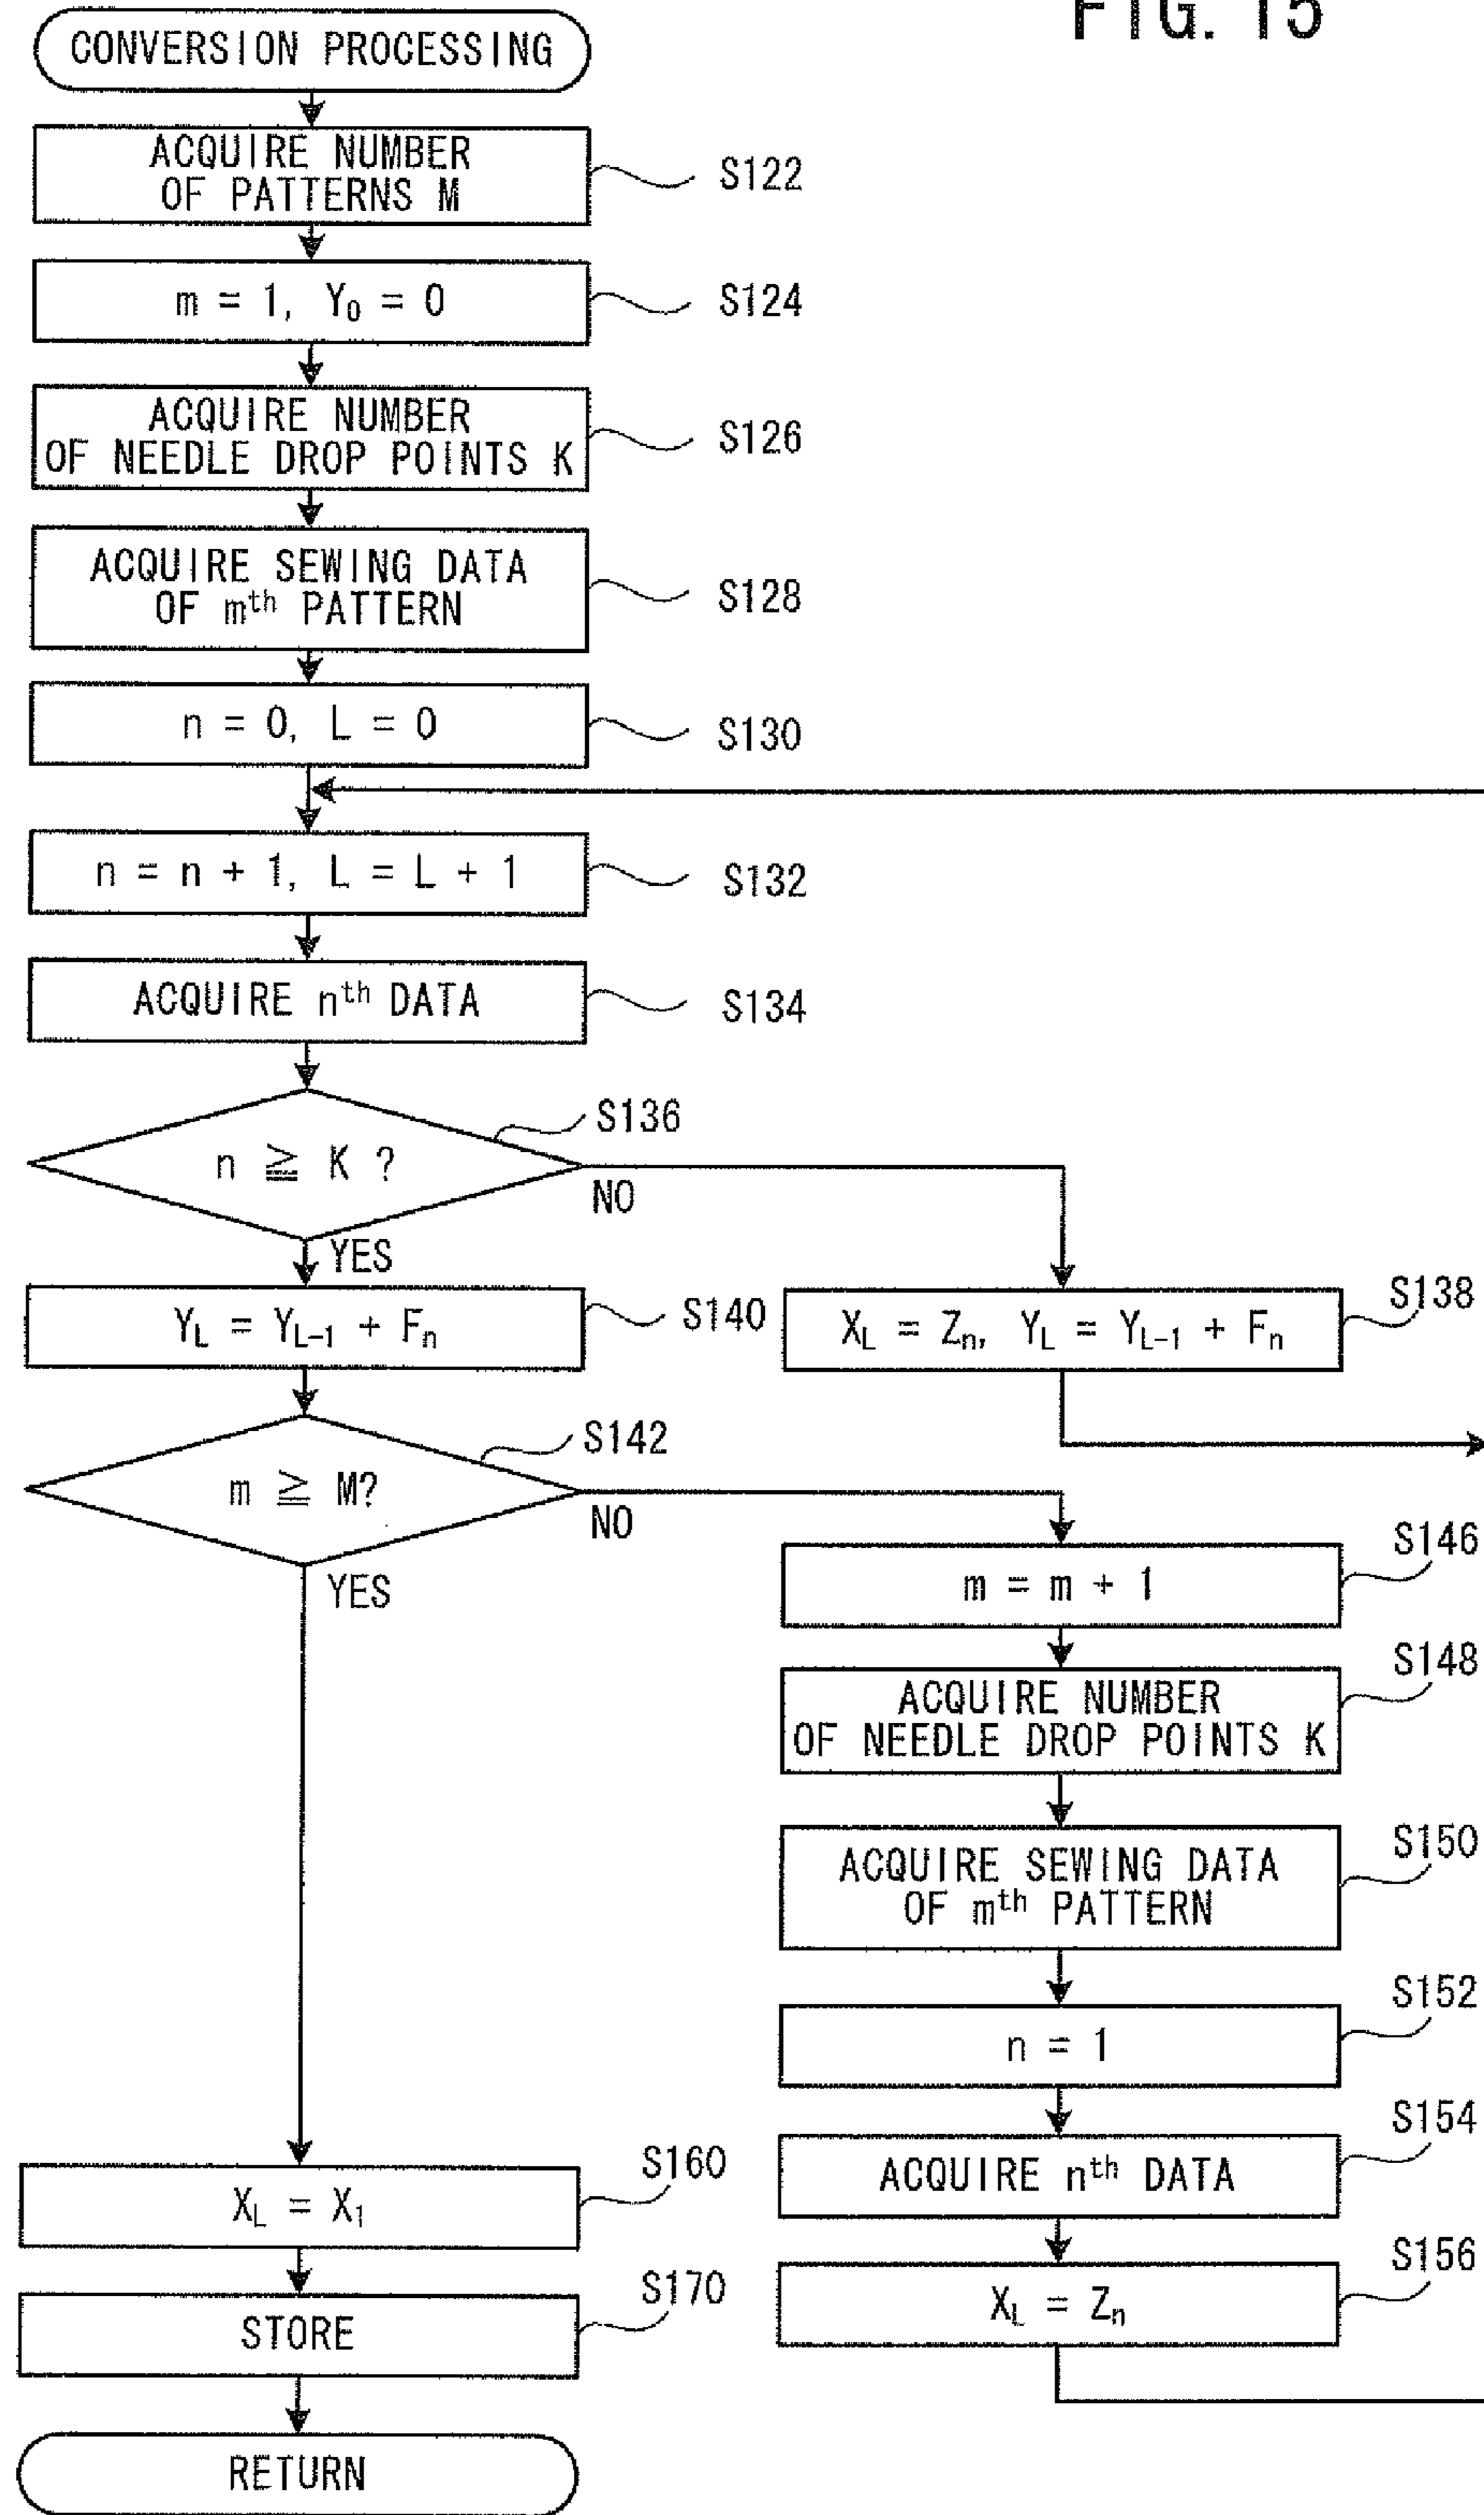 FIG. 15
CONVERSION PROCESSING
ACQUIRE NUMBER
OF PATTERNS M
S122
m = 1, Y₀ = 0
S124
ACQUIRE NUMBER
OF NEEDLE DROP POINTS K
S126
ACQUIRE SEWING DATA
OF mᵗʰ PATTERN
S128
n = 0, L = 0
S130
n = n + 1, L = L + 1
S132
ACQUIRE nᵗʰ DATA
S134
S136
n ≧ K ?
NO
YES
Y_L = Y_{L-1} + F_n
S140
X_L = Z_n, Y_L = Y_{L-1} + F_n
S138
S142
m ≧ M?
NO
YES
S146
m = m + 1
S148
ACQUIRE NUMBER
OF NEEDLE DROP POINTS K
S150
ACQUIRE SEWING DATA
OF mᵗʰ PATTERN
S152
n = 1
S154
ACQUIRE nᵗʰ DATA
S156
X_L = Z_n
S160
X_L = X₁
S170
STORE
RETURN